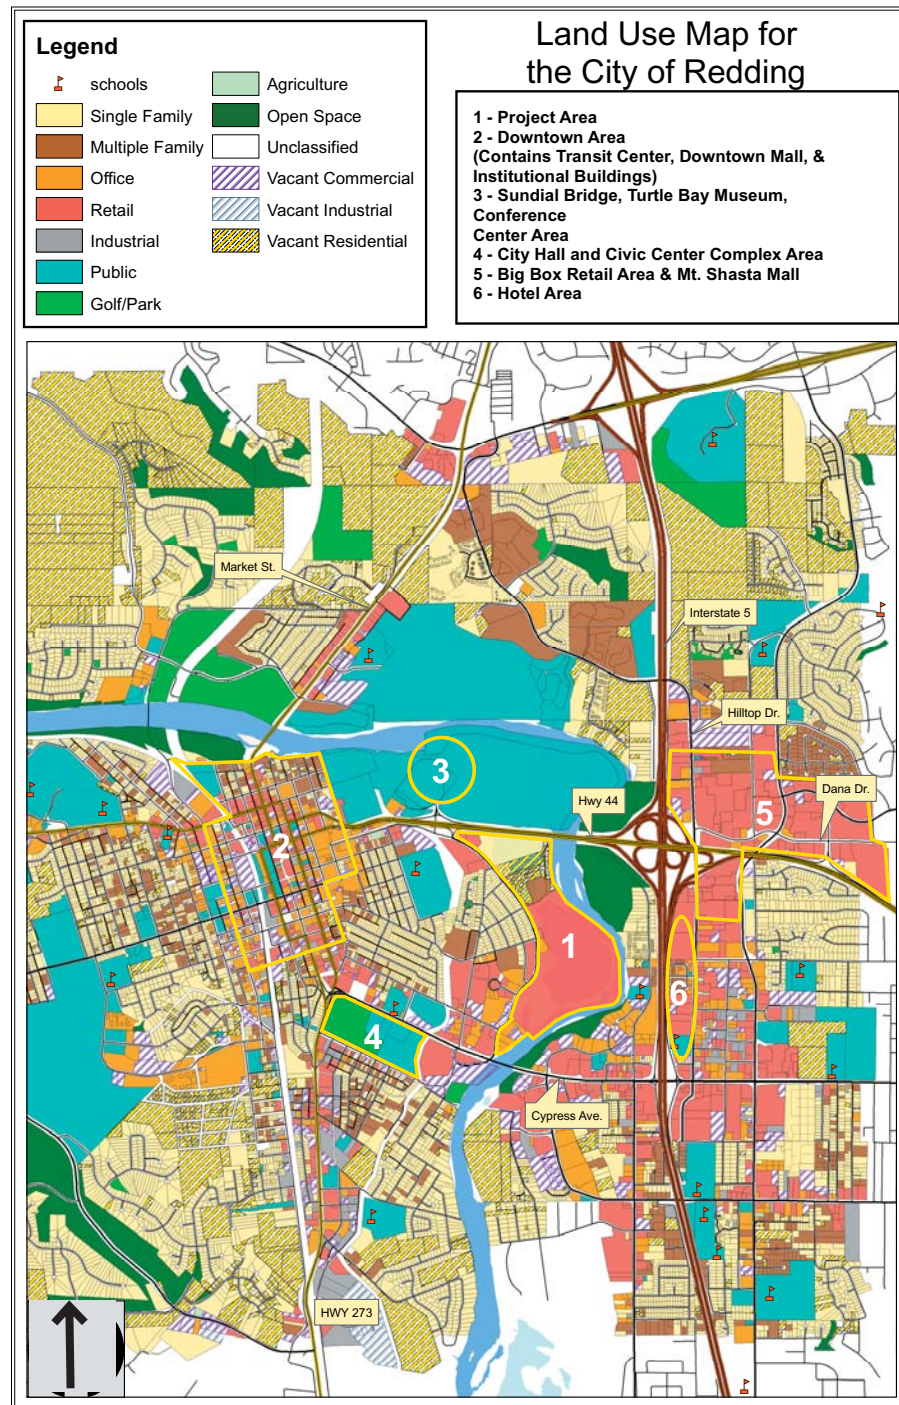 Land Use Map for
the City of Redding
Legend
schools
Single Family
Multiple Family
Office
Retail
Industrial
Public
Golf/Park
Agriculture
Open Space
Unclassified
Vacant Commercial
Vacant Industrial
Vacant Residential
1 - Project Area
2 - Downtown Area
(Contains Transit Center, Downtown Mall, &
Institutional Buildings)
3 - Sundial Bridge, Turtle Bay Museum,
Conference
Center Area
4 - City Hall and Civic Center Complex Area
5 - Big Box Retail Area & Mt. Shasta Mall
6 - Hotel Area
Market St.
Interstate 5
Hilltop Dr.
3
Hwy 44
Dana Dr.
5
2
1
6
4
Cypress Ave.
HWY 273